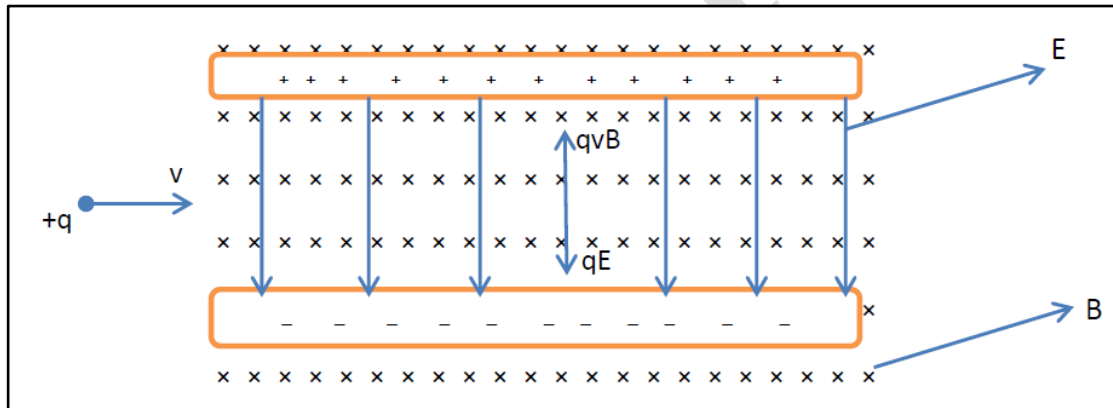 × × × × × × × × × × × × × × × × × × × × × ×
E
+ + + + + + + + + + + +
× × × × × × × × × × × × × × × × × × × × × ×
qvB
v
× × × × × × × × × × × × × × × × × × × × × ×
+q
× × × × × × × × × × × × × × × × × × × × × ×
qE
×
B
– – – – – – – – – –
× × × × × × × × × × × × × × × × × × × × × ×